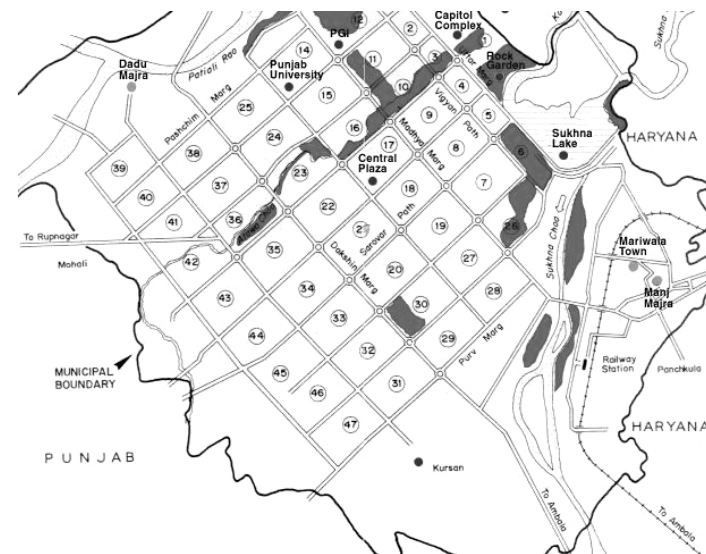 Capitol
Complex
12
PGI
2
1
14
11
3
Uttar Marg
Rock
Garden
Patiali Rao
Dadu
Majra
Punjab
University
10
4
Vigyan Path
15
25
9
5
Paschim Marg
16
Madhya Marg
HARYANA
Sukhna
Lake
24
17
8
6
38
39
Central
Plaza
23
37
18
7
40
22
Path
41
36
Sarovar
19
26
To Rupnagar
35
Dakshin Marg
Sukhna Choa
Mohali
42
27
Mariwala
Town
20
34
28
43
30
Manj
Majra
33
44
29
Purv Marg
32
Railway
Station
Panchkula
MUNICIPAL
BOUNDARY
45
31
46
47
HARYANA
PUNJAB
Kursan
To Ambala
To Ambala